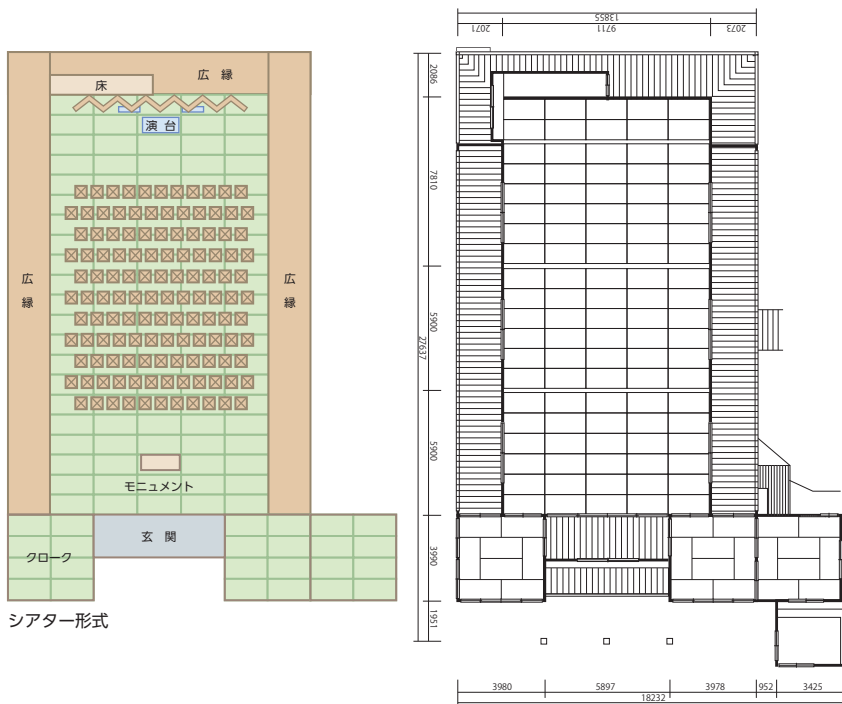 広 縁
床
演 台
広
縁
広
縁
モニュメント
玄 関
クローク
シアター形式
13855
2071
9711
2073
2086
7810
5900
27637
5900
3990
1951
3980
5897
3978
952
3425
18232